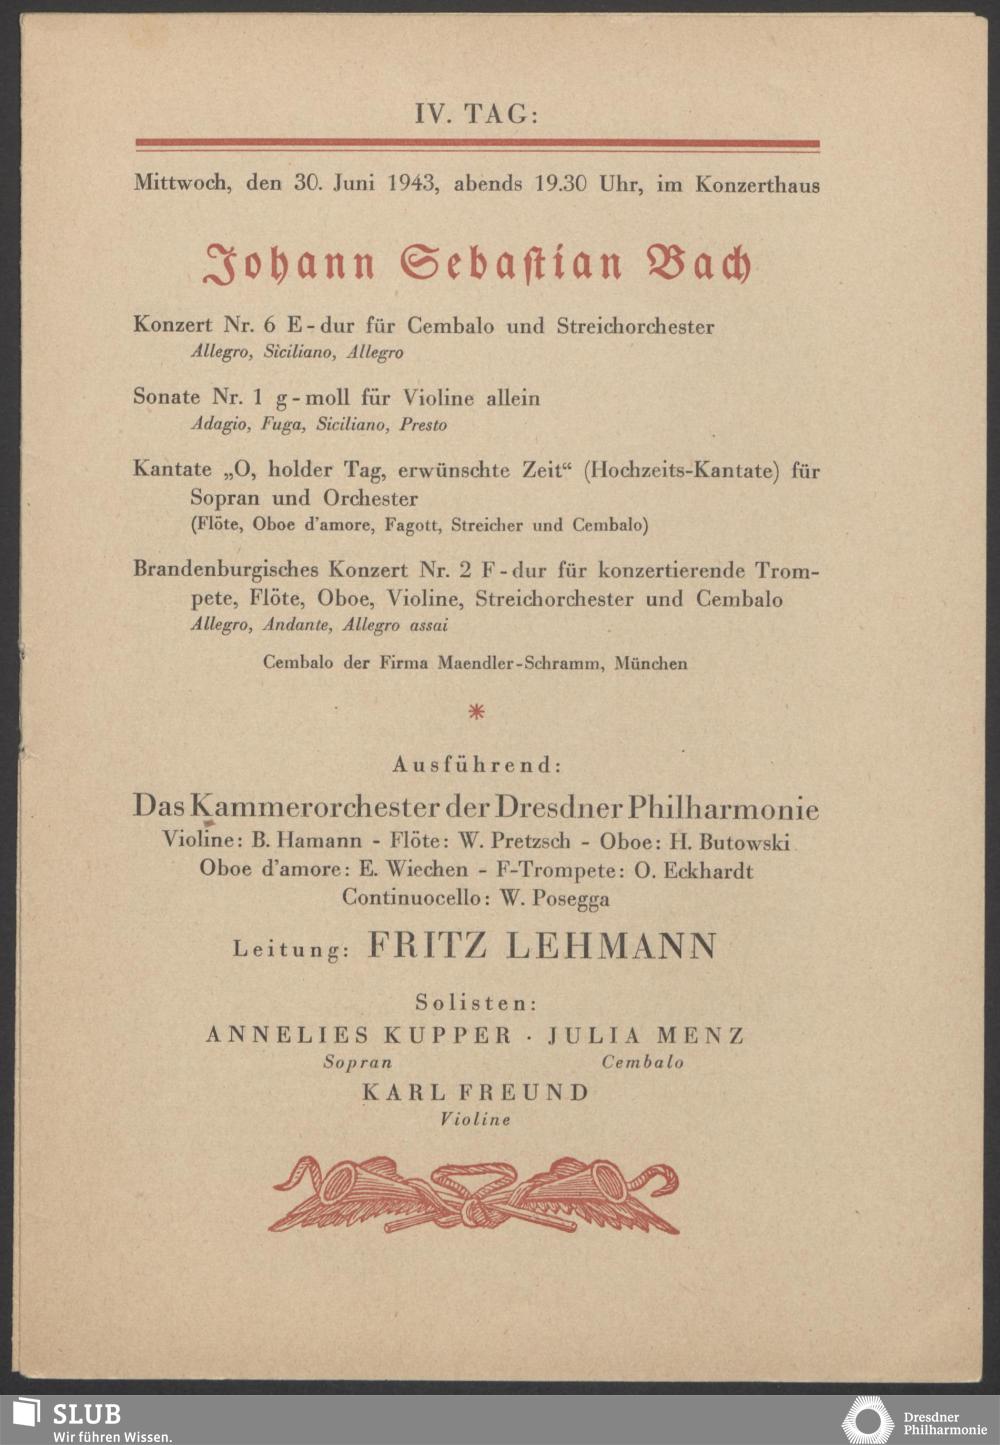 IV. TAG:
Mittwoch, den 30. Juni 1943, abends 19.30 Uhr, im Konzerthaus
Johann Sebastian Bach
Konzert Nr. 6 E-dur für Cembalo und Streichorchester
Allegro, Siciliano, Allegro
Sonate Nr. 1 g-moll für Violine allein
Adagio, Fuga, Siciliano, Presto
Kantate „O, holder Tag, erwünschte Zeit“ (Hochzeits-Kantate) für
Sopran und Orchester
(Flöte, Oboe d'amore, Fagott, Streicher und Cembalo)
Brandenburgisches Konzert Nr. 2 F-dur für konzertierende Trom-
pete, Flöte, Oboe, Violine, Streichorchester und Cembalo
Allegro, Andante, Allegro assai
Cembalo der Firma Maendler-Schramm, München
*
Ausführend:
Das Kammerorchester der Dresdner Philharmonie
Violine: B. Hamann - Flöte: W. Pretzsch - Oboe: H. Butowski
Oboe d'amore: E. Wiechen - F-Trompete: O. Eckhardt
Continuocello: W. Posegga
Leitung: FRITZ LEHMANN
Solisten:
ANNELIES KUPPER · JULIA MENZ
Sopran Cembalo
KARL FREUND
Violine
SLUB
Wir führen Wissen.
Dresdner
Philharmonie